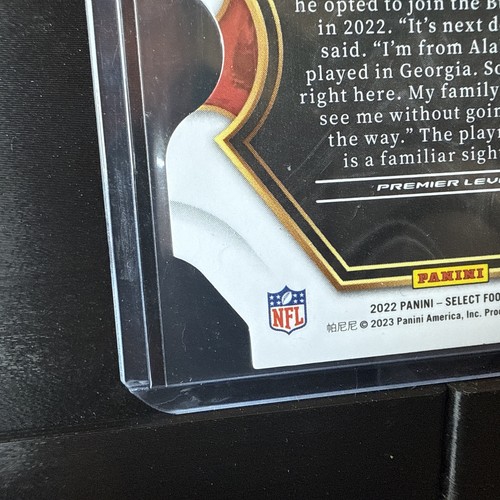 he opted to join the B
in 2022. “It’s next d
said. “I’m from Ala
played in Georgia. So
right here. My family
see me without goin
the way.” The play
is a familiar sigh
PREMIER LEV
PANINI
NFL
2022 PANINI – SELECT FOO
帕尼尼 © 2023 Panini America, Inc. Pro